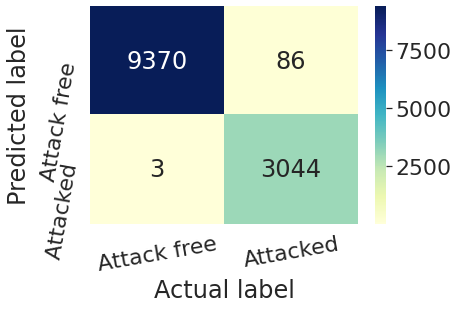 Predicted label
Attack free
Attacked
9370
86
3
3044
Attack free
Attacked
Actual label
7500
5000
2500